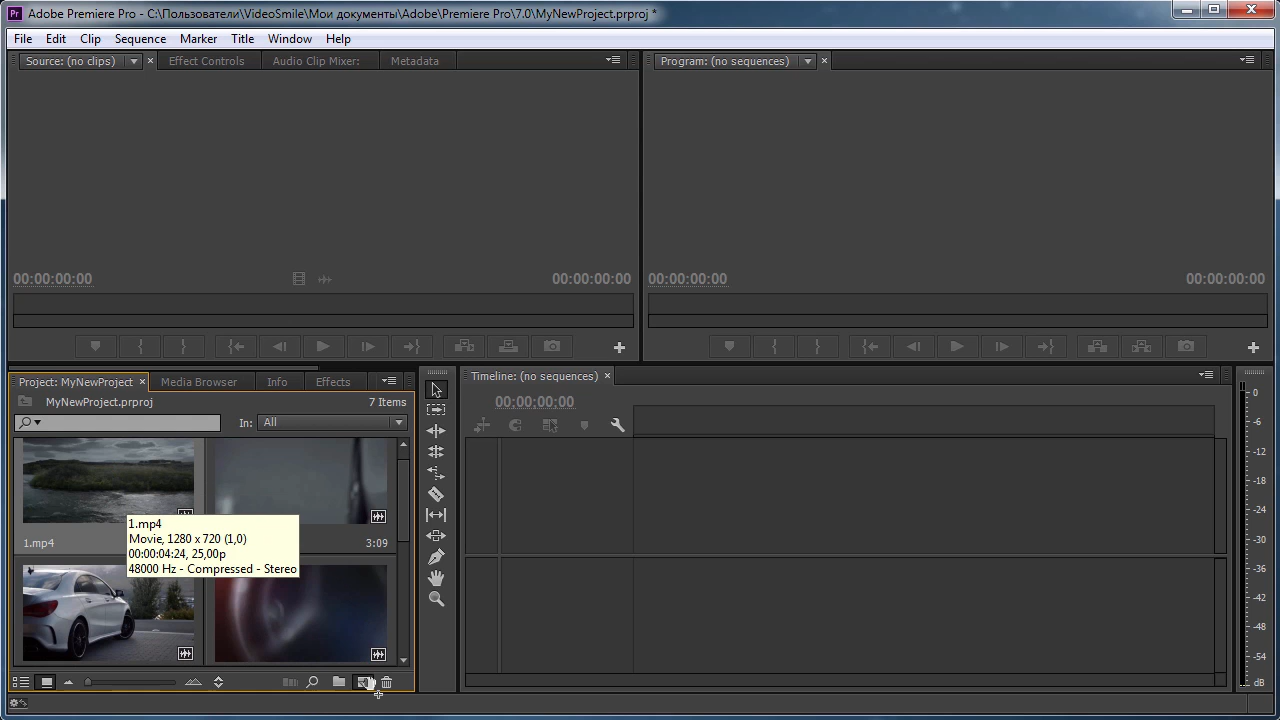 Pr Adobe Premiere Pro - C:\Пользователи\VideoSmile\Мои документы\Adobe\Premiere Pro\7.0\MyNewProject.prproj *
File Edit Clip Sequence Marker Title Window Help
Source: (no clips) Effect Controls Audio Clip Mixer: Metadata
Program: (no sequences)
00:00:00:00 00:00:00:00
00:00:00:00 00:00:00:00
Project: MyNewProject Media Browser Info Effects
MyNewProject.prproj 7 Items
In: All
1.mp4
3:09
1.mp4
Movie, 1280 x 720 (1,0)
00:00:04:24, 25,00p
48000 Hz - Compressed - Stereo
Timeline: (no sequences)
00;00;00;00
0
-6
-12
-18
-24
-30
-36
-42
-48
-54
dB